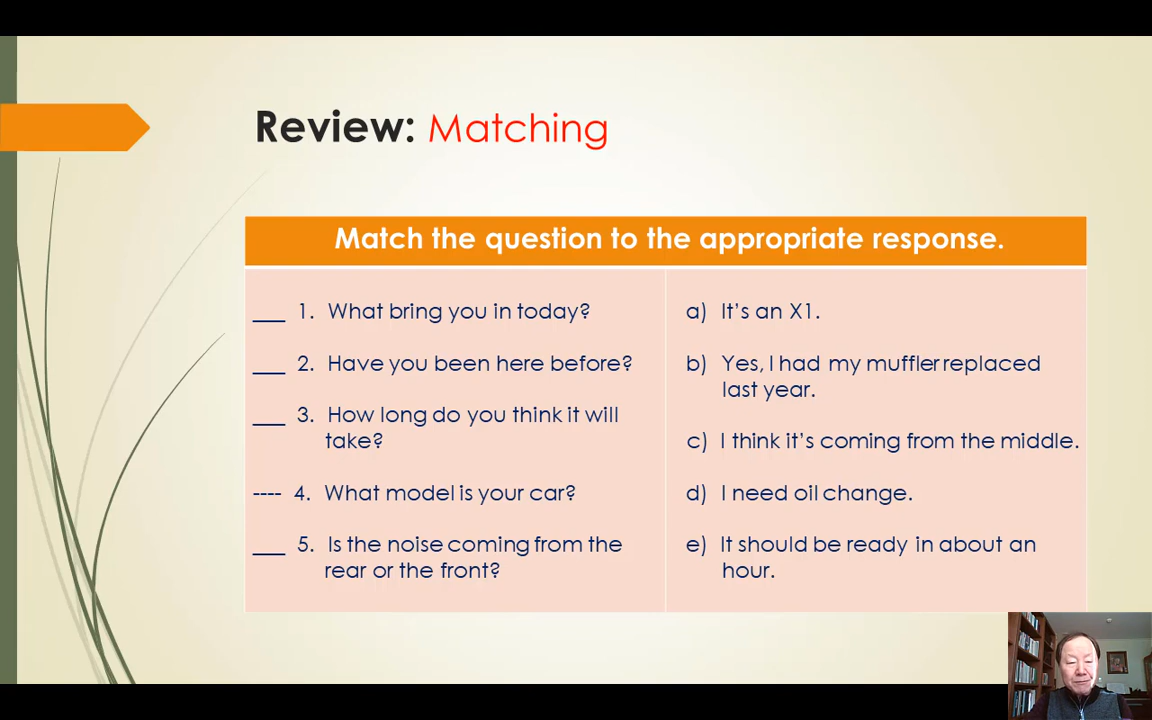 Review: Matching
Match the question to the appropriate response.
___ 1. What bring you in today?
___ 2. Have you been here before?
___ 3. How long do you think it will
take?
---- 4. What model is your car?
___ 5. Is the noise coming from the
rear or the front?
a) It’s an X1.
b) Yes, I had my muffler replaced
last year.
c) I think it’s coming from the middle.
d) I need oil change.
e) It should be ready in about an
hour.